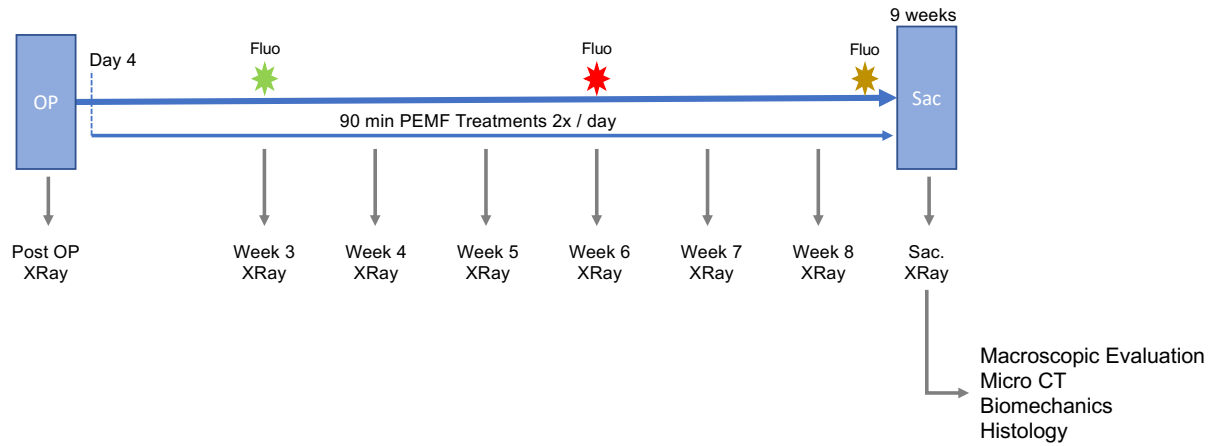 9 weeks
Day 4
Fluo
Fluo
Fluo
OP
Sac
90 min PEMF Treatments 2x / day
Post OP
XRay
Week 3
XRay
Week 4
XRay
Week 5
XRay
Week 6
XRay
Week 7
XRay
Week 8
XRay
Sac.
XRay
Macroscopic Evaluation
Micro CT
Biomechanics
Histology